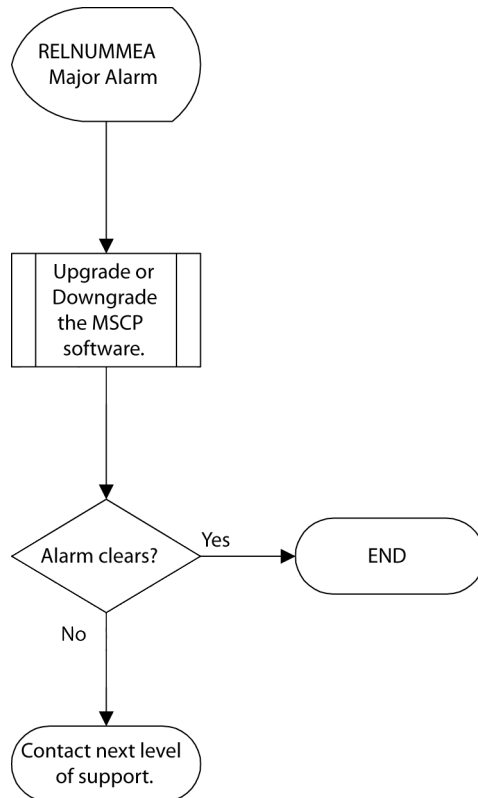 RELNUMMEA
Major Alarm
Upgrade or
Downgrade
the MSCP
software.
Alarm clears?
Yes
END
No
Contact next level
of support.